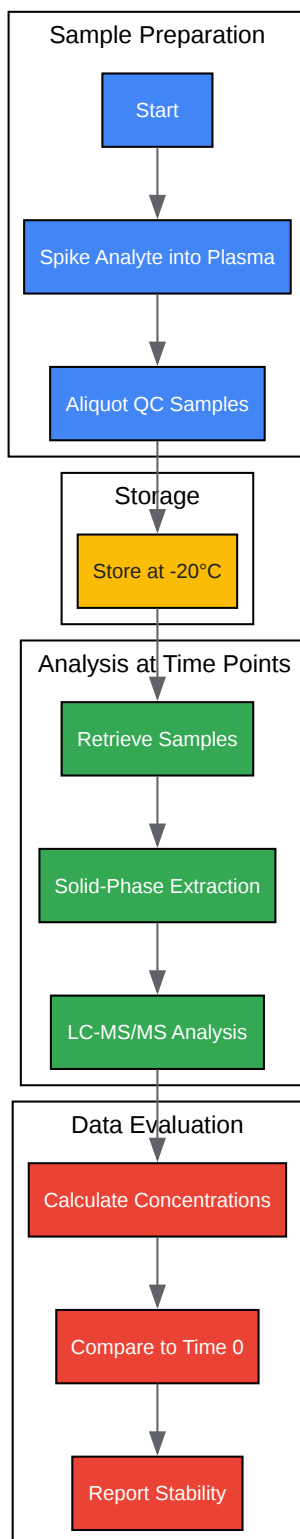 Sample Preparation
Start
Spike Analyte into Plasma
Aliquot QC Samples
Storage
Store at -20°C
Analysis at Time Points
Retrieve Samples
Solid-Phase Extraction
LC-MS/MS Analysis
Data Evaluation
Calculate Concentrations
Compare to Time 0
Report Stability